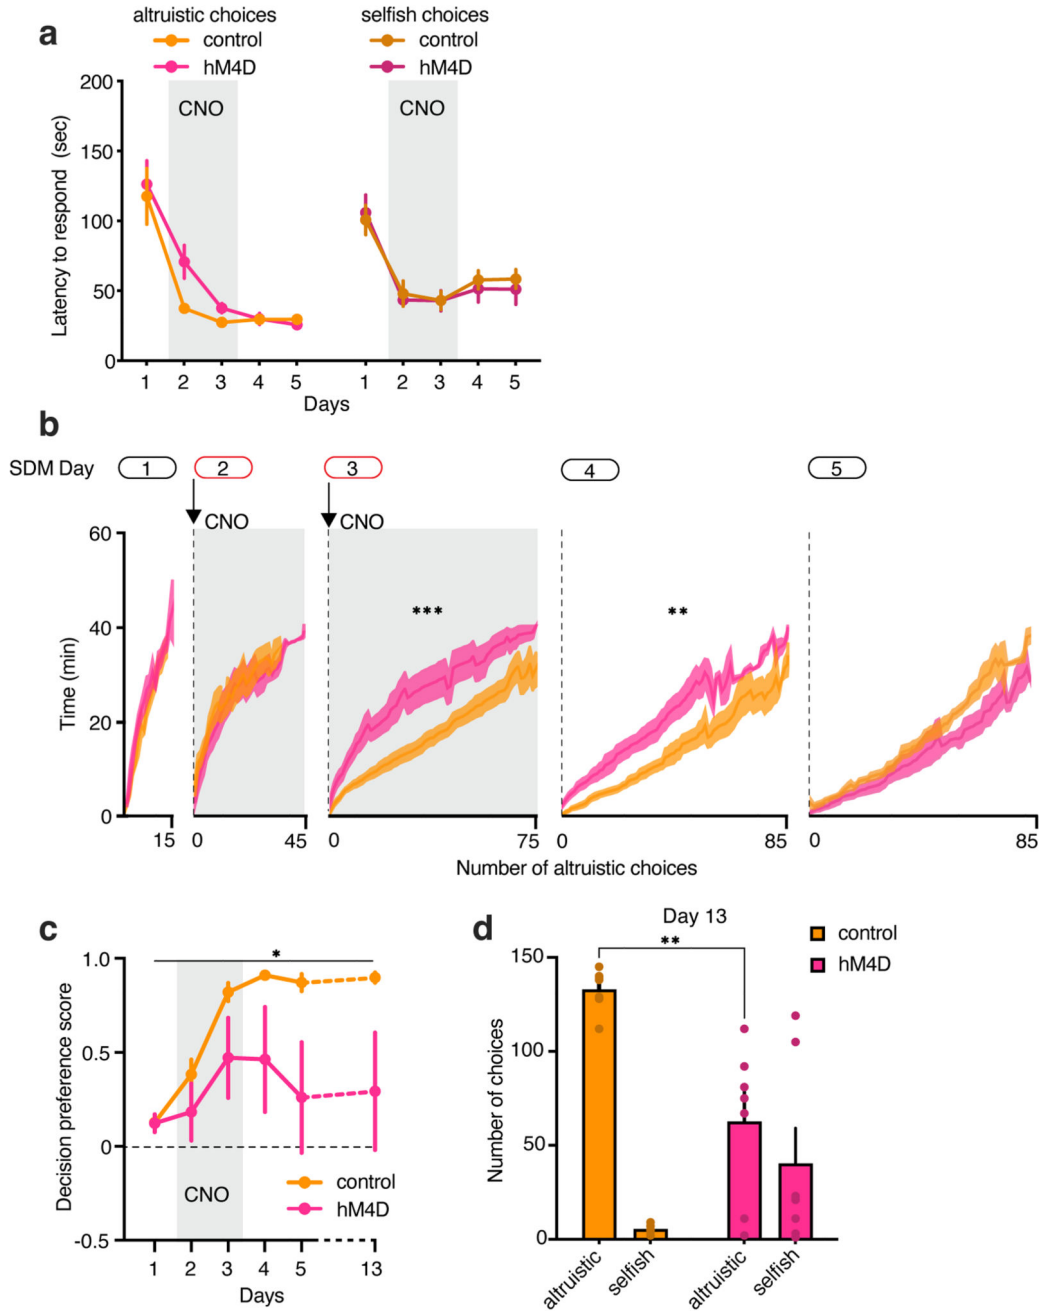 a
altruistic choices
control
hM4D
selfish choices
control
hM4D
CNO
CNO
Latency to respond (sec)
200
150
100
50
0
1 2 3 4 5
1 2 3 4 5
Days
b
SDM Day 1 2 3 4 5
CNO
CNO
*** **
Time (min)
60
40
20
0
15 0 45 0 75 0 85 0 85
Number of altruistic choices
c
*
Decision preference score
1.0
0.5
0
-0.5
CNO
control
hM4D
1 2 3 4 5 13
Days
d
Day 13
**
control
hM4D
Number of choices
150
100
50
0
altruistic selfish altruistic selfish